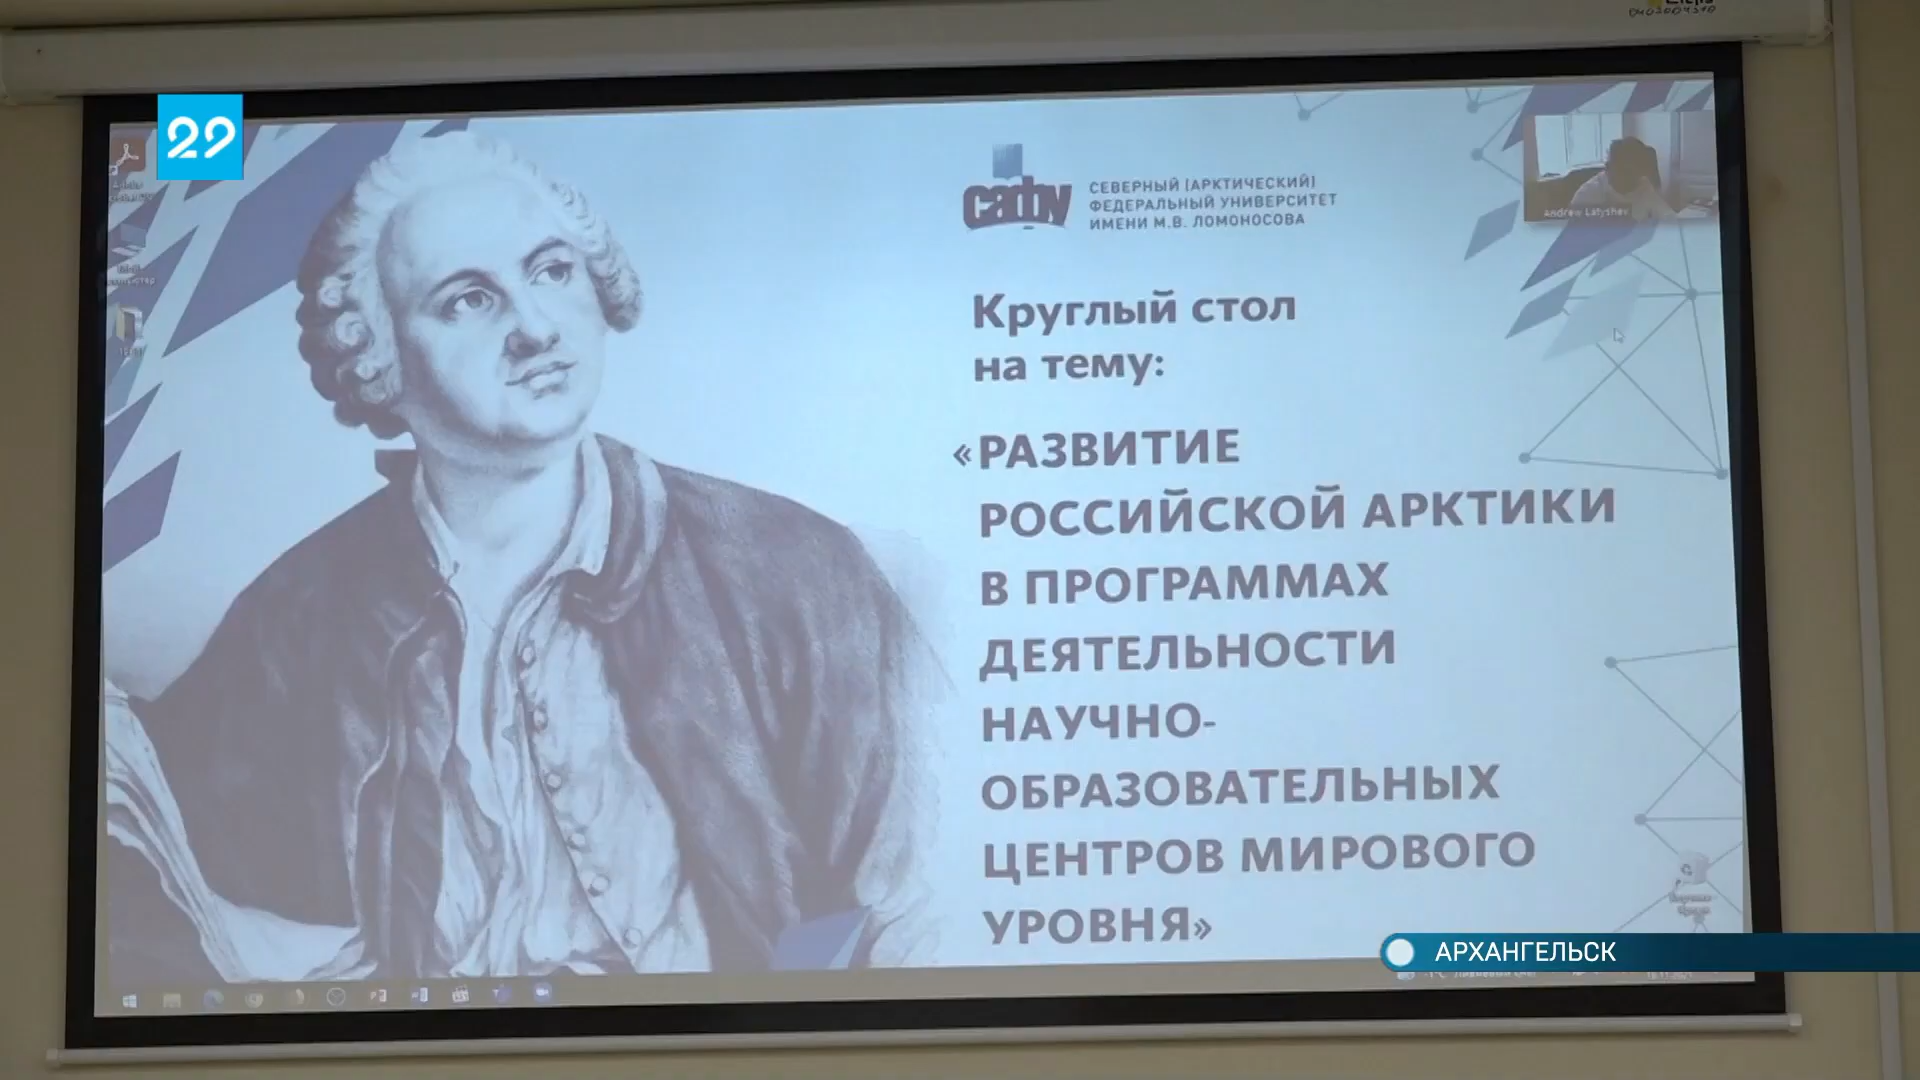 29
сафу
СЕВЕРНЫЙ (АРКТИЧЕСКИЙ)
ФЕДЕРАЛЬНЫЙ УНИВЕРСИТЕТ
ИМЕНИ М.В. ЛОМОНОСОВА
Andrew Latyshev
Круглый стол
на тему:
«РАЗВИТИЕ
РОССИЙСКОЙ АРКТИКИ
В ПРОГРАММАХ
ДЕЯТЕЛЬНОСТИ
НАУЧНО-
ОБРАЗОВАТЕЛЬНЫХ
ЦЕНТРОВ МИРОВОГО
УРОВНЯ»
АРХАНГЕЛЬСК